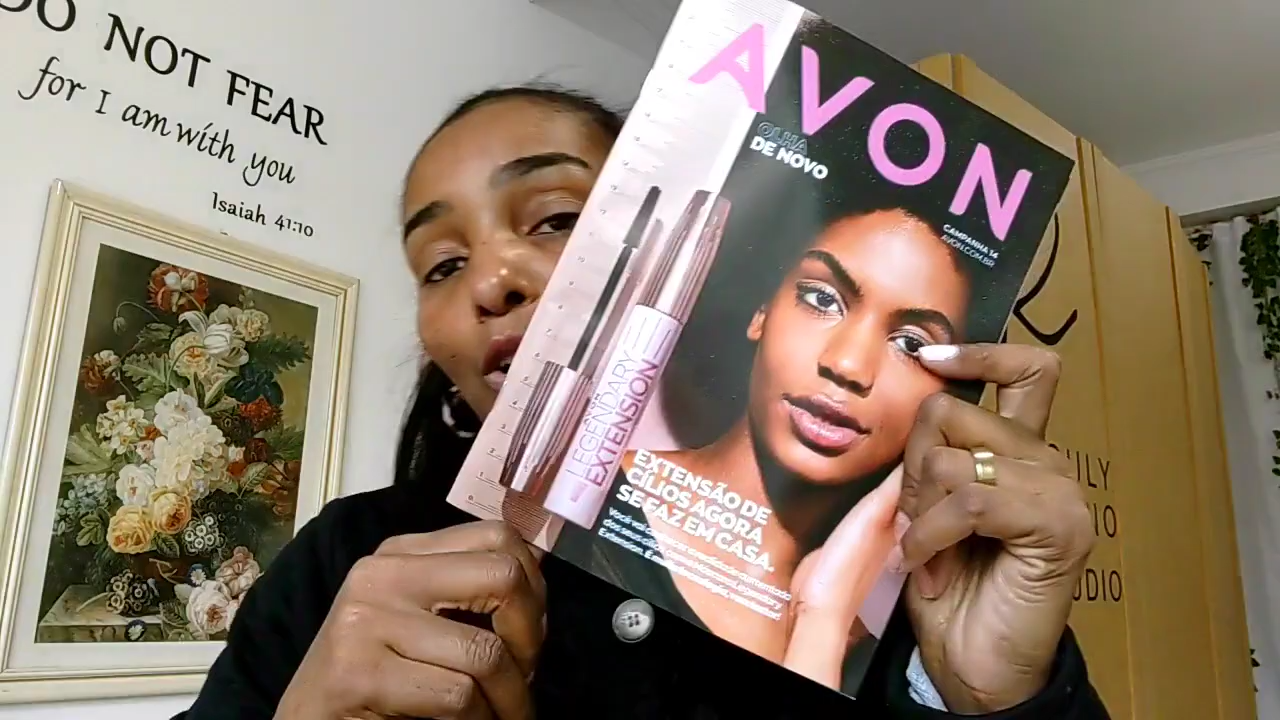 DO NOT FEAR
for I am with you
Isaiah 41:10
AVON
OLHA
DE NOVO
CAMPANHA 14
AVON.COM.BR
LEGENDARY
EXTENSION
EXTENSÃO DE
CÍLIOS AGORA
SE FAZ EM CASA.